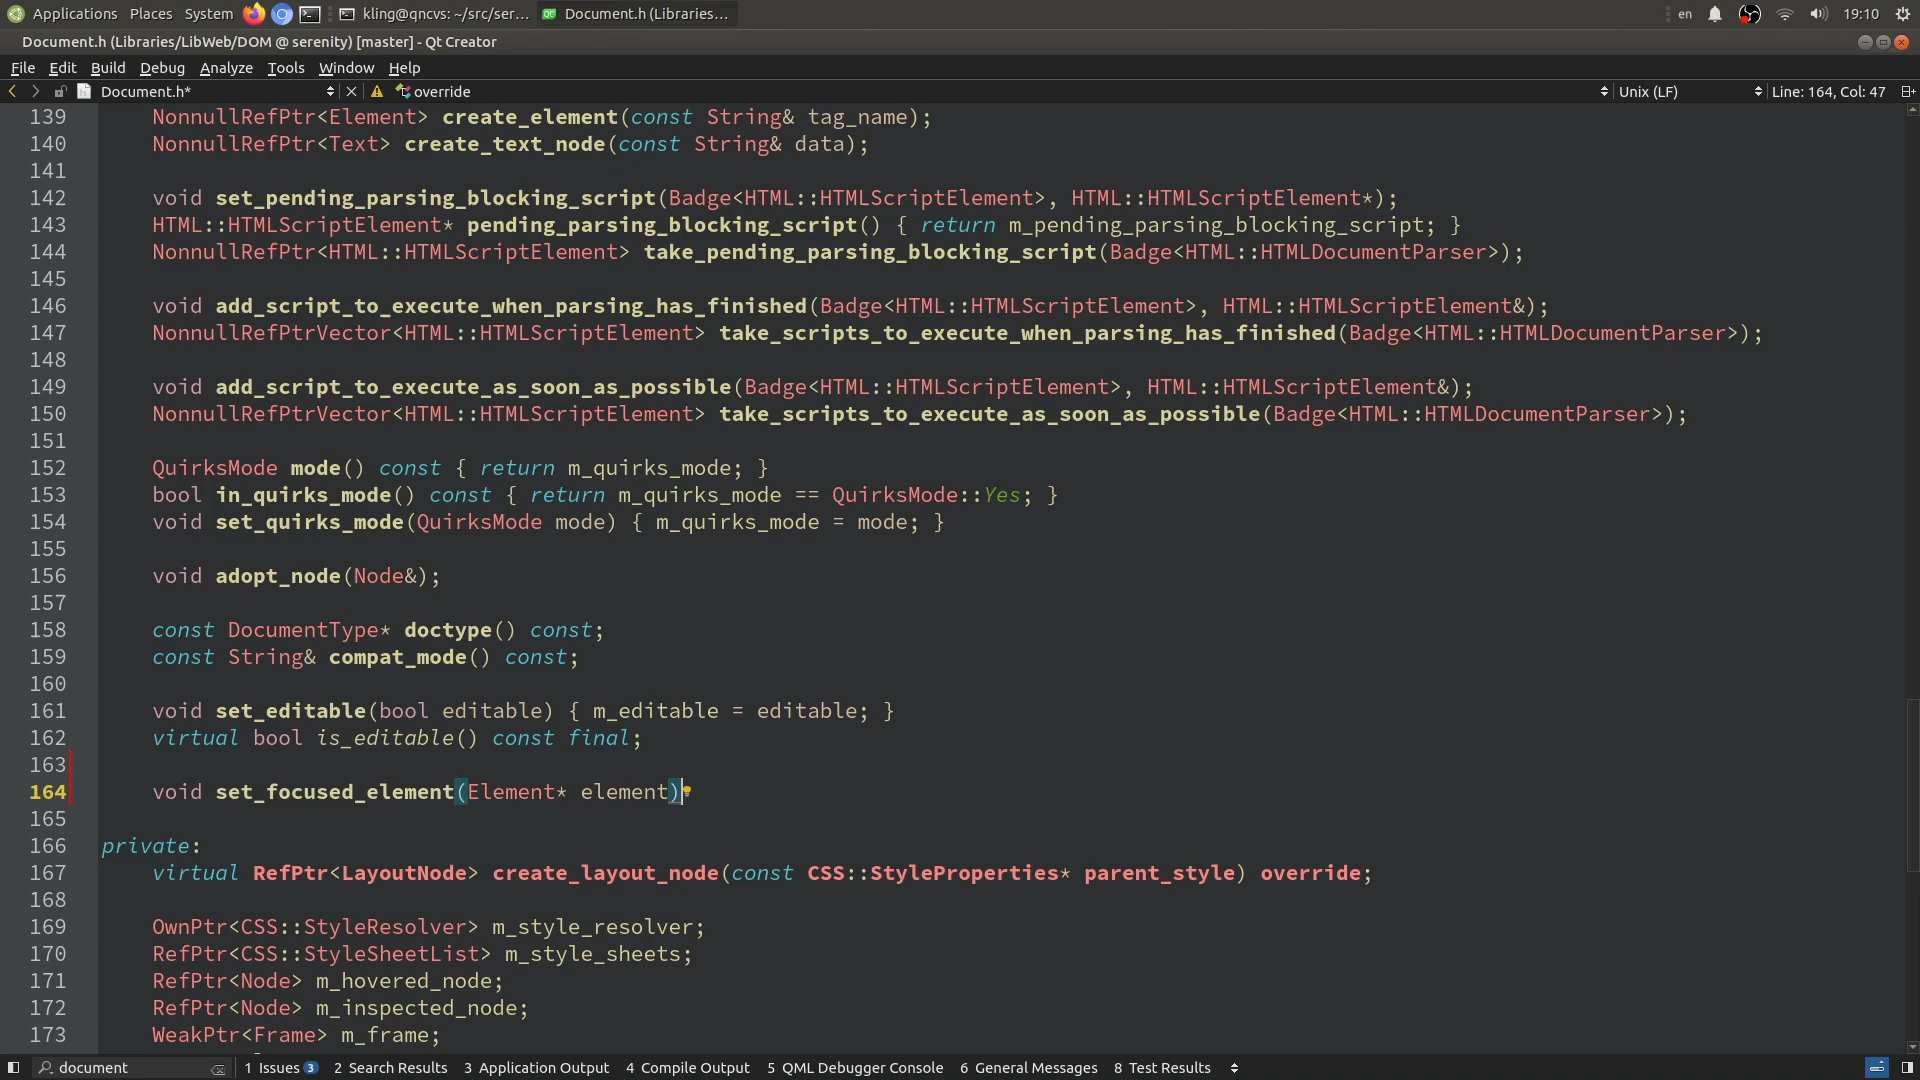 Applications Places System kling@qncvs: ~/src/ser... Document.h (Libraries... en 19:10
Document.h (Libraries/LibWeb/DOM @ serenity) [master] - Qt Creator
File Edit Build Debug Analyze Tools Window Help
Document.h* override Unix (LF) Line: 164, Col: 47
139 NonnullRefPtr<Element> create_element(const String& tag_name);
140 NonnullRefPtr<Text> create_text_node(const String& data);
141
142 void set_pending_parsing_blocking_script(Badge<HTML::HTMLScriptElement>, HTML::HTMLScriptElement*);
143 HTML::HTMLScriptElement* pending_parsing_blocking_script() { return m_pending_parsing_blocking_script; }
144 NonnullRefPtr<HTML::HTMLScriptElement> take_pending_parsing_blocking_script(Badge<HTML::HTMLDocumentParser>);
145
146 void add_script_to_execute_when_parsing_has_finished(Badge<HTML::HTMLScriptElement>, HTML::HTMLScriptElement&);
147 NonnullRefPtrVector<HTML::HTMLScriptElement> take_scripts_to_execute_when_parsing_has_finished(Badge<HTML::HTMLDocumentParser>);
148
149 void add_script_to_execute_as_soon_as_possible(Badge<HTML::HTMLScriptElement>, HTML::HTMLScriptElement&);
150 NonnullRefPtrVector<HTML::HTMLScriptElement> take_scripts_to_execute_as_soon_as_possible(Badge<HTML::HTMLDocumentParser>);
151
152 QuirksMode mode() const { return m_quirks_mode; }
153 bool in_quirks_mode() const { return m_quirks_mode == QuirksMode::Yes; }
154 void set_quirks_mode(QuirksMode mode) { m_quirks_mode = mode; }
155
156 void adopt_node(Node&);
157
158 const DocumentType* doctype() const;
159 const String& compat_mode() const;
160
161 void set_editable(bool editable) { m_editable = editable; }
162 virtual bool is_editable() const final;
163
164 void set_focused_element(Element* element)
165
166 private:
167 virtual RefPtr<LayoutNode> create_layout_node(const CSS::StyleProperties* parent_style) override;
168
169 OwnPtr<CSS::StyleResolver> m_style_resolver;
170 RefPtr<CSS::StyleSheetList> m_style_sheets;
171 RefPtr<Node> m_hovered_node;
172 RefPtr<Node> m_inspected_node;
173 WeakPtr<Frame> m_frame;
document 1 Issues 3 2 Search Results 3 Application Output 4 Compile Output 5 QML Debugger Console 6 General Messages 8 Test Results